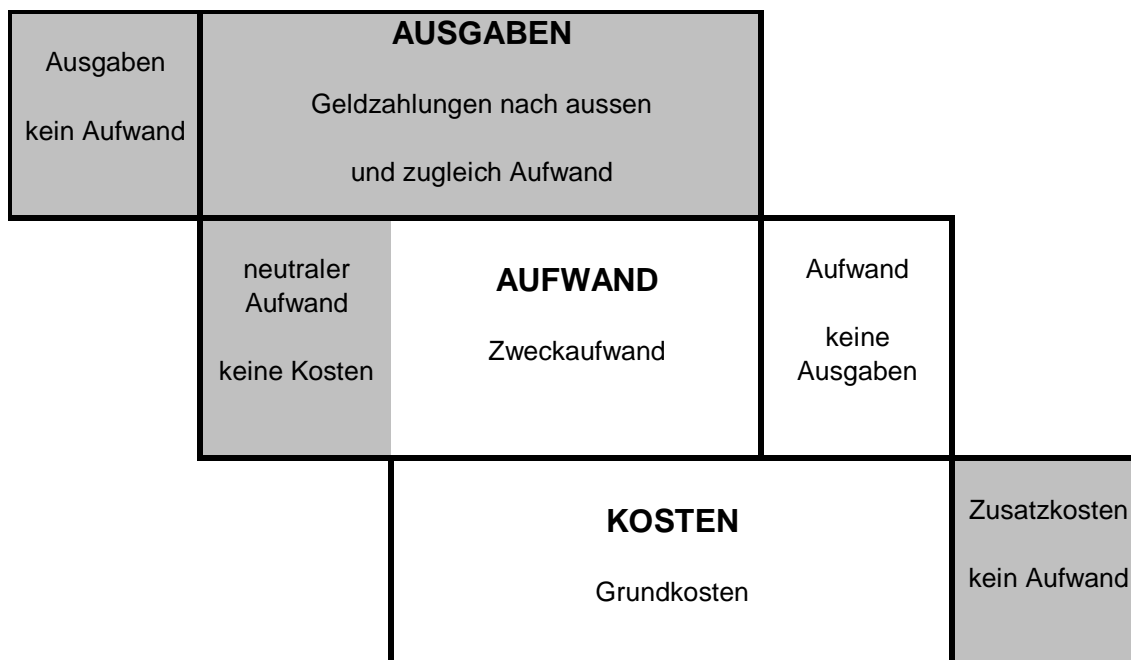 Ausgaben
kein Aufwand
AUSGABEN
Geldzahlungen nach aussen
und zugleich Aufwand
neutraler
Aufwand
keine Kosten
AUFWAND
Zweckaufwand
Aufwand
keine
Ausgaben
KOSTEN
Grundkosten
Zusatzkosten
kein Aufwand